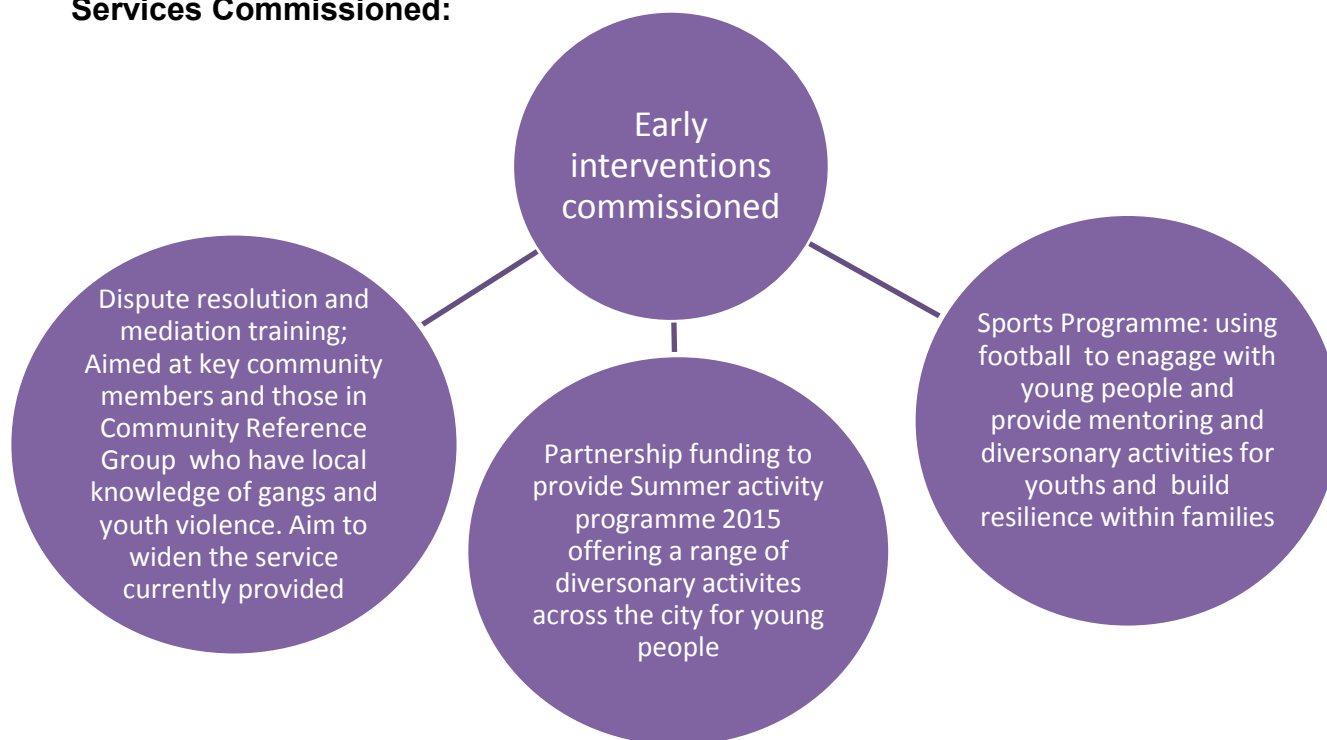 Services Commissioned:
Early
interventions
commissioned
Dispute resolution and
mediation training;
Aimed at key community
members and those in
Community Reference
Group who have local
knowledge of gangs and
youth violence. Aim to
widen the service
currently provided
Partnership funding to
provide Summer activity
programme 2015
offering a range of
diversonary activites
across the city for young
people
Sports Programme: using
football to enagage with
young people and
provide mentoring and
diversionary activities for
youths and build
resilience within families